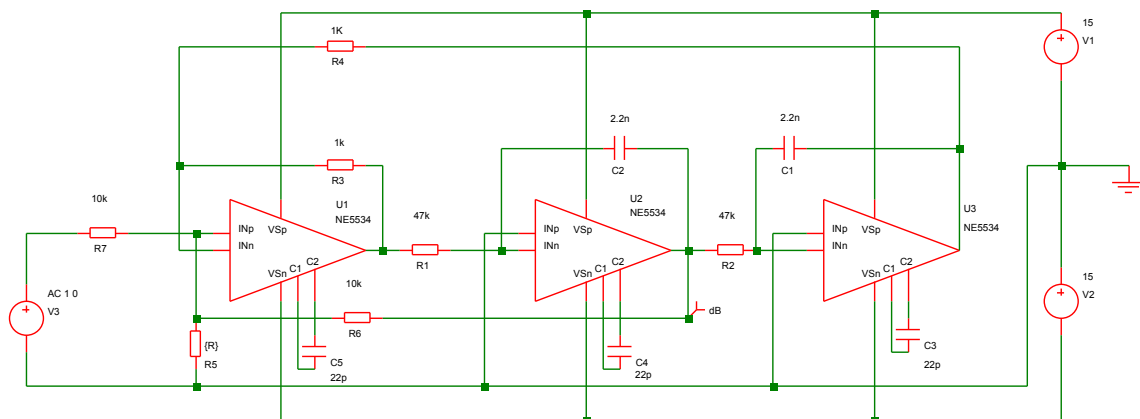 15
V1
1K
R4
2.2n
C2
2.2n
C1
1k
R3
10k
R7
U1
NE5534
INp
INn
VSp
VSn
C1
C2
47k
R1
U2
NE5534
INp
INn
VSp
VSn
C1
C2
47k
R2
U3
NE5534
INp
INn
VSp
VSn
C1
C2
AC 1 0
V3
10k
R6
dB
15
V2
{R}
R5
C5
22p
C4
22p
C3
22p